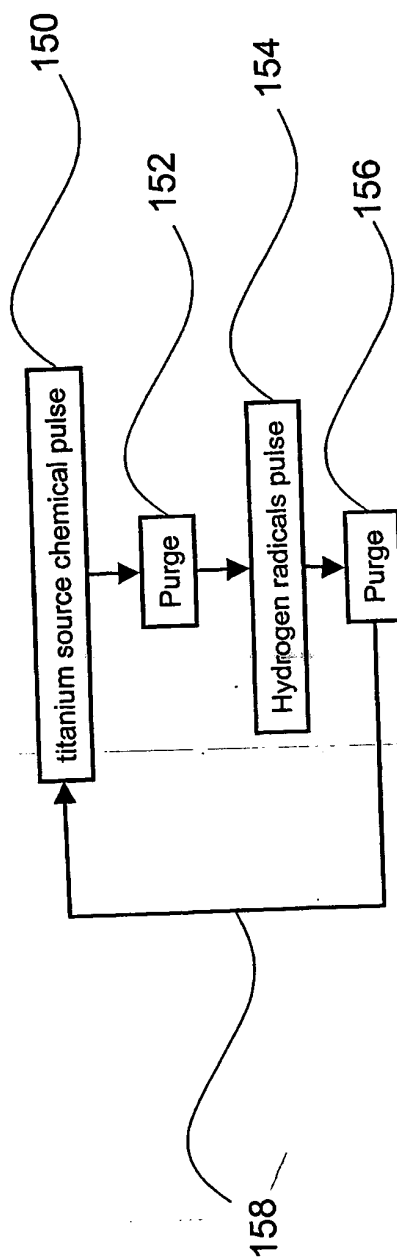 titanium source chemical pulse
150
Purge
152
Hydrogen radicals pulse
154
Purge
156
158